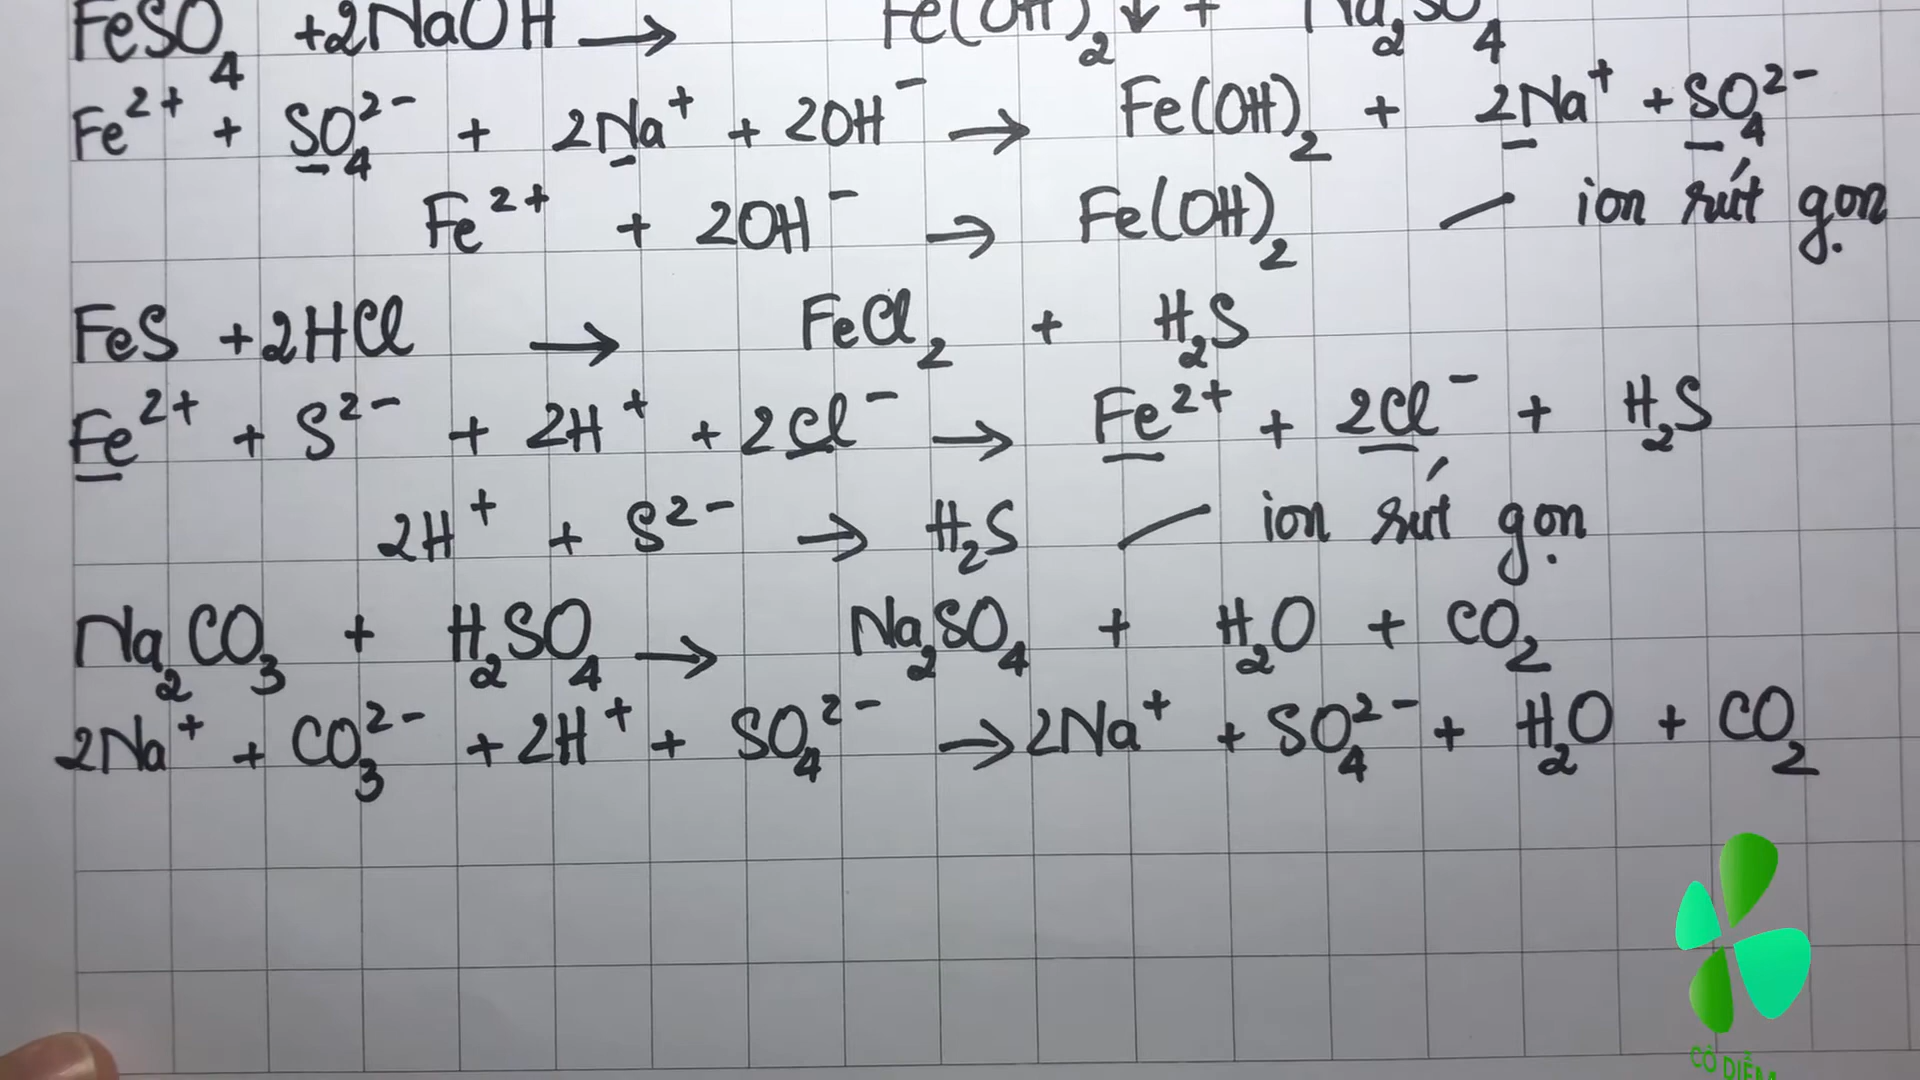 FeSO₄ + 2NaOH → Fe(OH)₂↓ + Na₂SO₄
Fe²⁺ + SO₄²⁻ + 2Na⁺ + 2OH⁻ → Fe(OH)₂ + 2Na⁺ + SO₄²⁻
Fe²⁺ + 2OH⁻ → Fe(OH)₂ — ion rút gọn
FeS + 2HCl → FeCl₂ + H₂S
Fe²⁺ + S²⁻ + 2H⁺ + 2Cl⁻ → Fe²⁺ + 2Cl⁻ + H₂S
2H⁺ + S²⁻ → H₂S — ion rút gọn
Na₂CO₃ + H₂SO₄ → Na₂SO₄ + H₂O + CO₂
2Na⁺ + CO₃²⁻ + 2H⁺ + SO₄²⁻ → 2Na⁺ + SO₄²⁻ + H₂O + CO₂
CÔ DIỄM